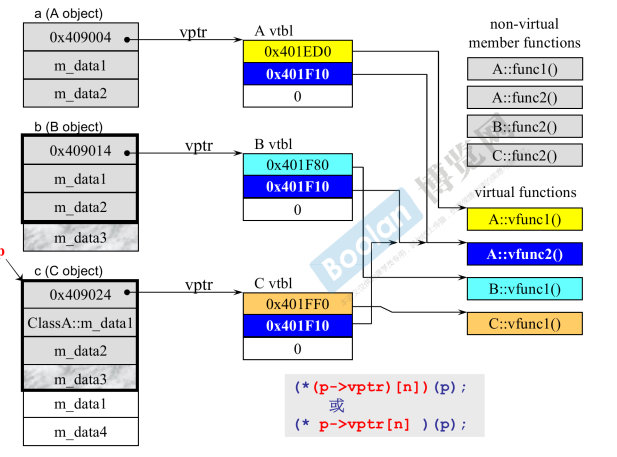 a (A object)
0x409004
m_data1
m_data2
vptr
A vtbl
0x401ED0
0x401F10
0
non-virtual
member functions
A::func1()
A::func2()
B::func2()
C::func2()
b (B object)
0x409014
m_data1
m_data2
m_data3
vptr
B vtbl
0x401F80
0x401F10
0
virtual functions
A::vfunc1()
A::vfunc2()
B::vfunc1()
C::vfunc1()
p
c (C object)
0x409024
ClassA::m_data1
m_data2
m_data3
m_data1
m_data4
vptr
C vtbl
0x401FF0
0x401F10
0
(*(p->vptr)[n])(p);
或
(* p->vptr[n] )(p);
Boolan
博览网